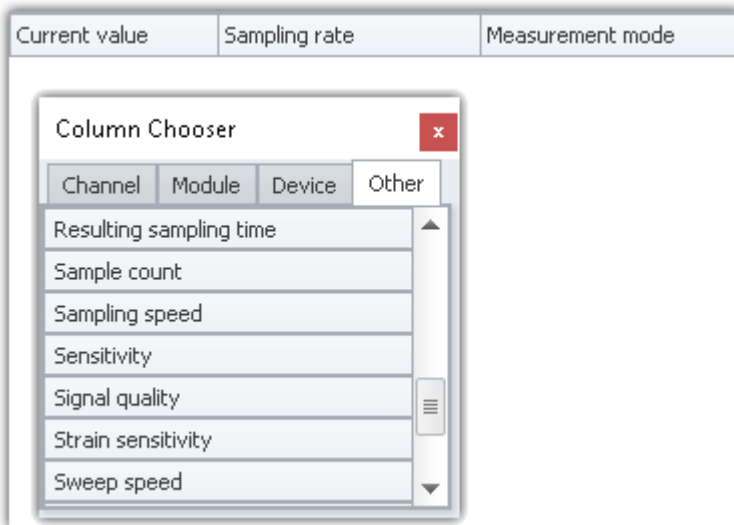 Current value Sampling rate Measurement mode
Column Chooser x
Channel Module Device Other
Resulting sampling time
Sample count
Sampling speed
Sensitivity
Signal quality
Strain sensitivity
Sweep speed